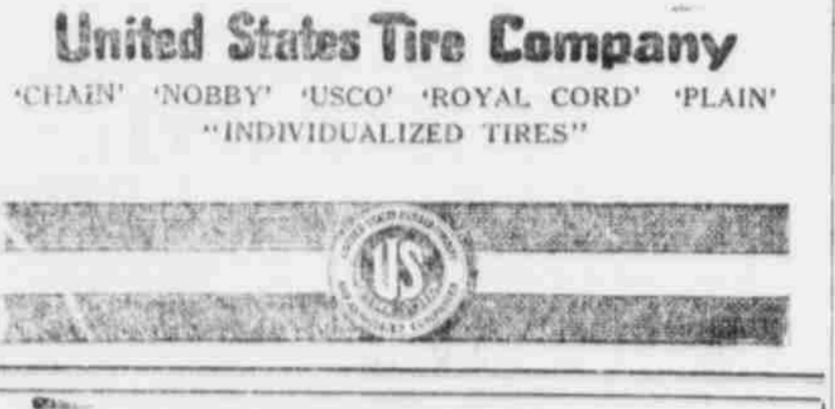 United States Tire Company
'CHAIN' 'NOBBY' 'USCO' 'ROYAL CORD' 'PLAIN'
"INDIVIDUALIZED TIRES"
US